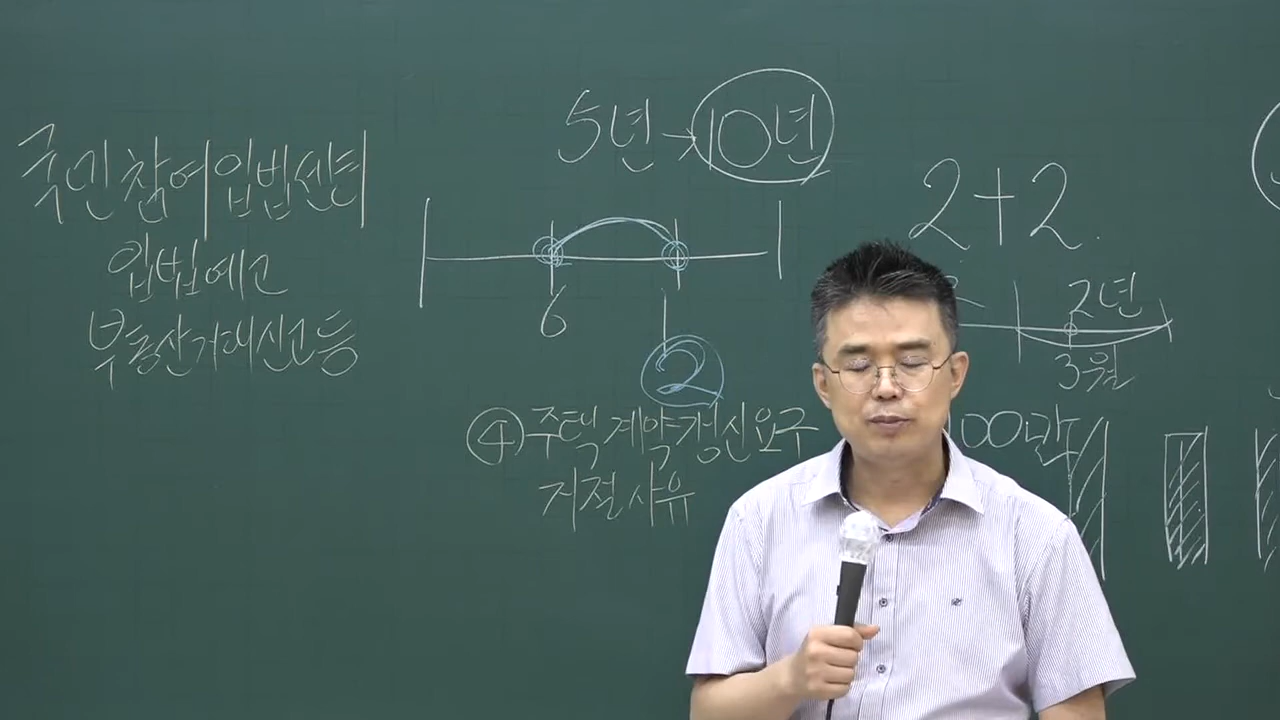 국민참여입법센터
입법예고
부동산거래신고등
5년→10년
6
2
④주택계약갱신요구
거절사유
2+2
2년
3월
100만